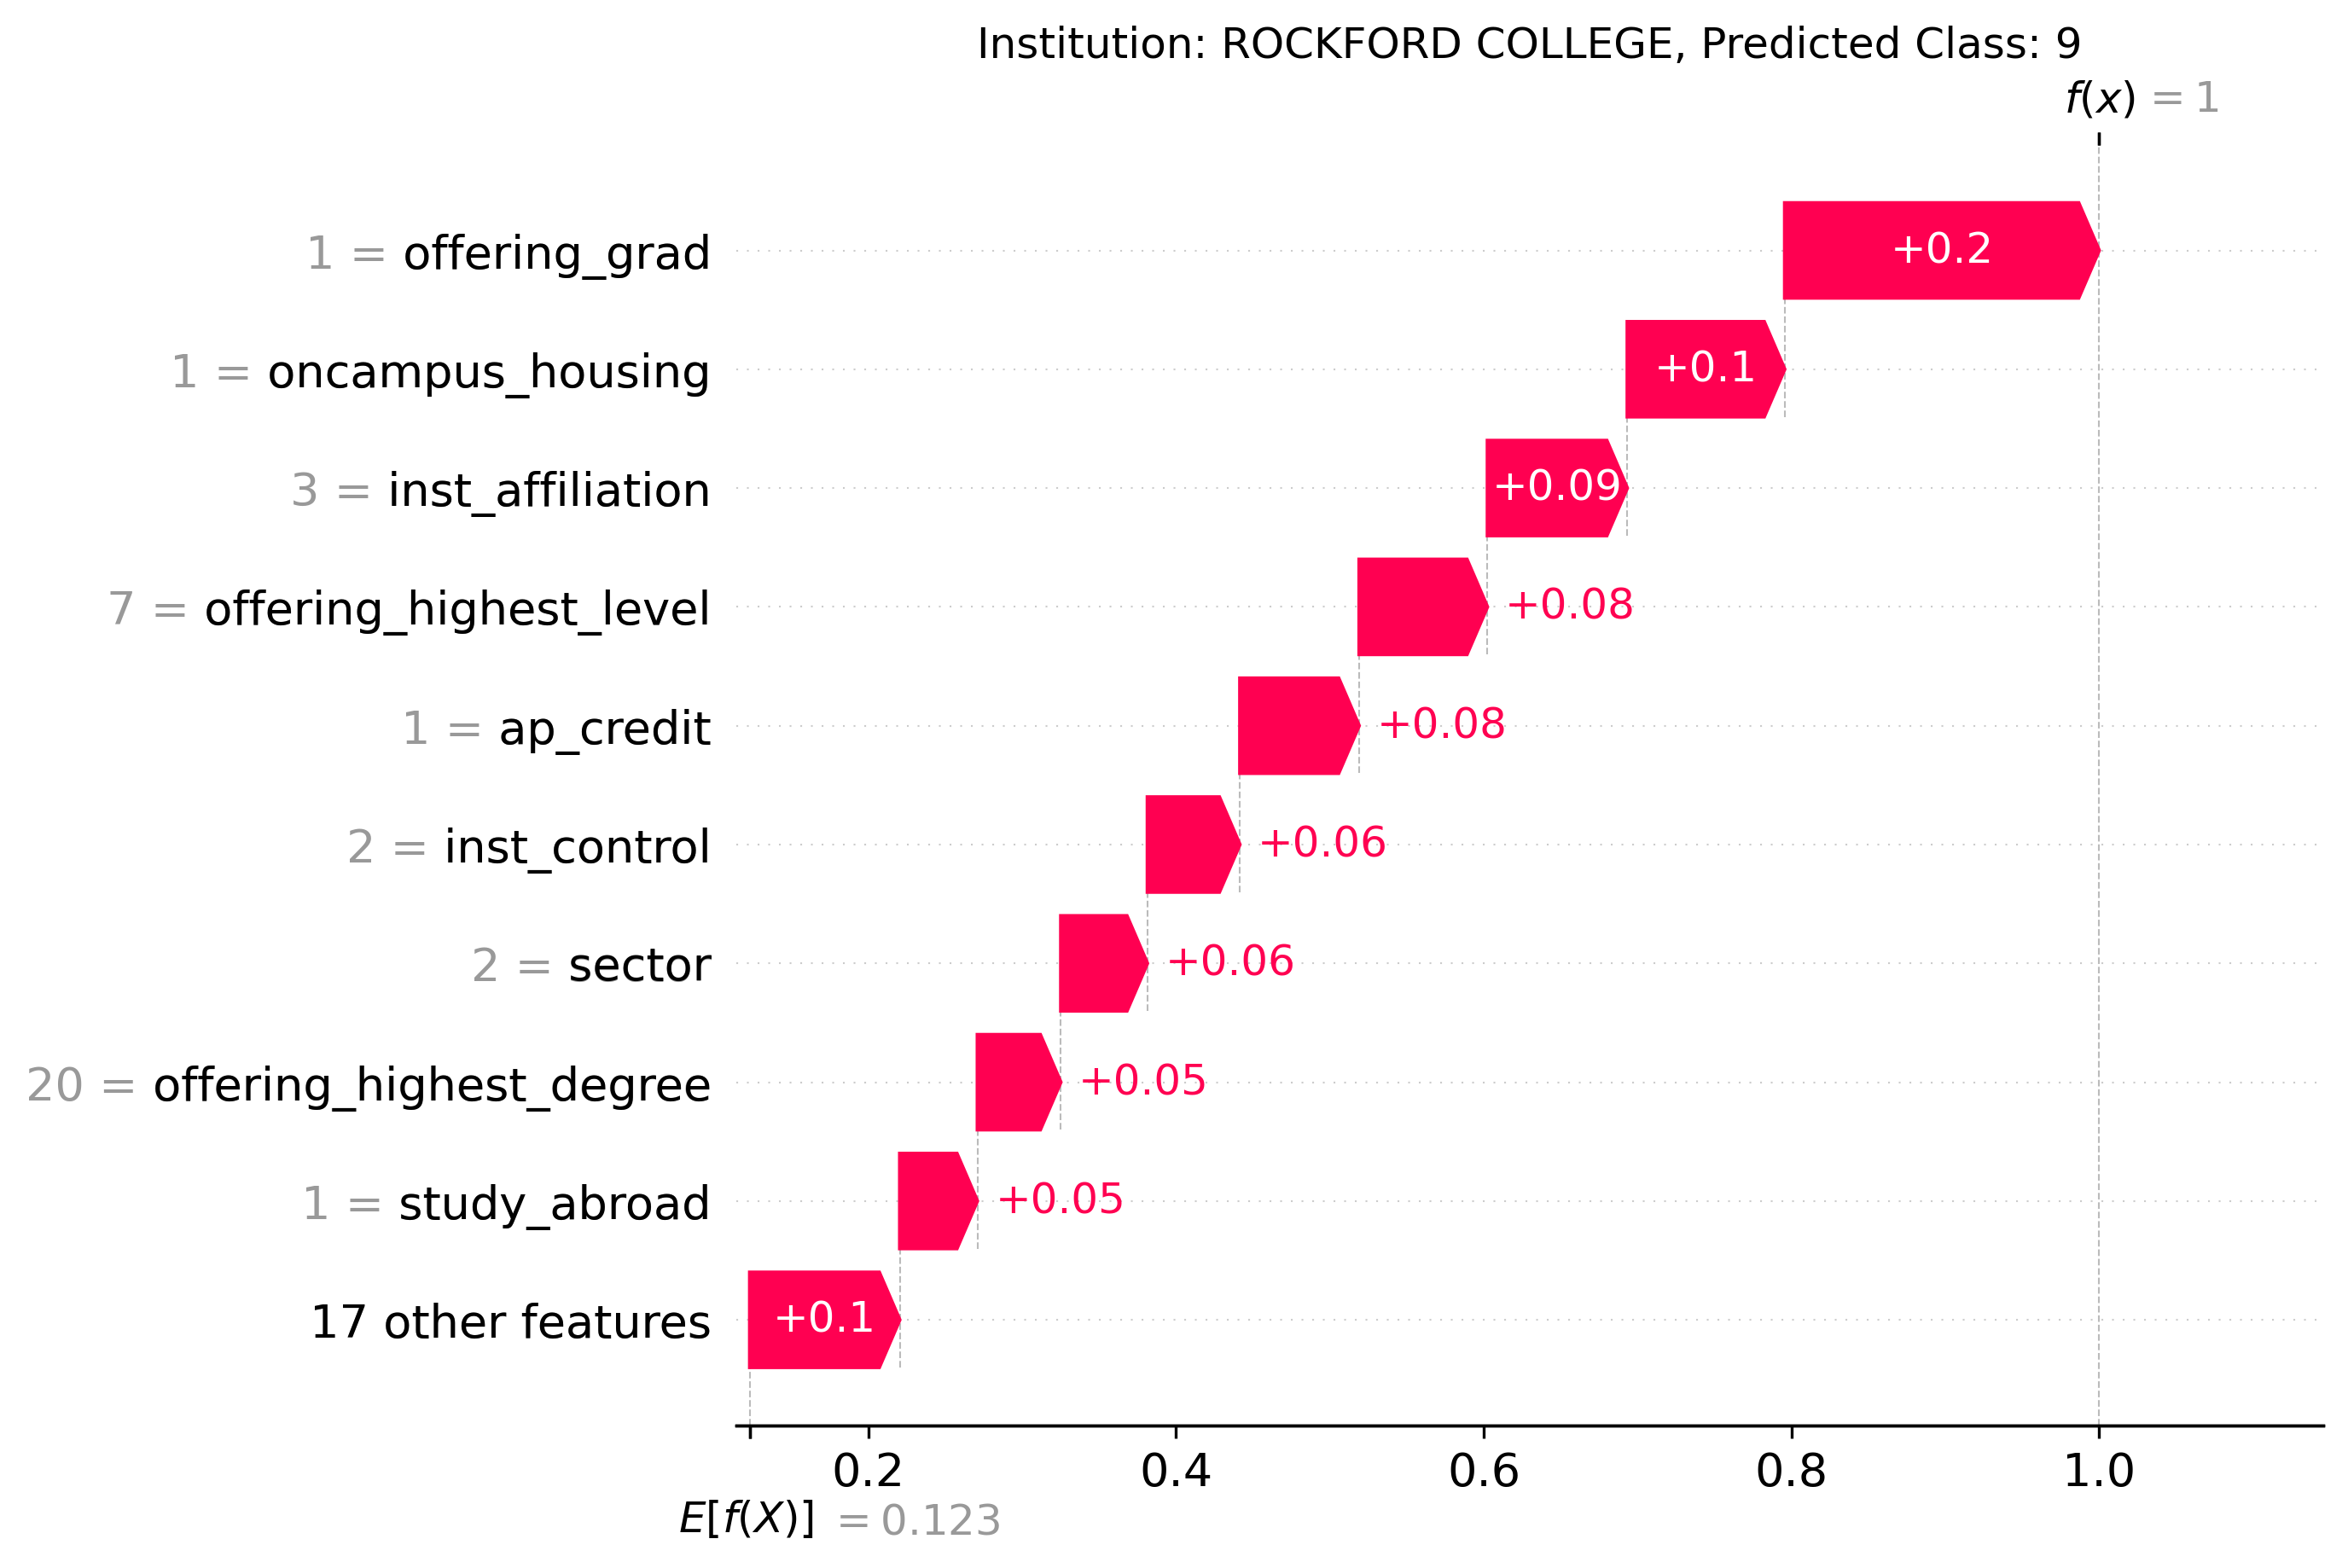 Institution: ROCKFORD COLLEGE, Predicted Class: 9
f(x) = 1
1 = offering_grad +0.2
1 = oncampus_housing +0.1
3 = inst_affiliation +0.09
7 = offering_highest_level +0.08
1 = ap_credit +0.08
2 = inst_control +0.06
2 = sector +0.06
20 = offering_highest_degree +0.05
1 = study_abroad +0.05
17 other features +0.1
0.2 0.4 0.6 0.8 1.0
E[f(X)] = 0.123